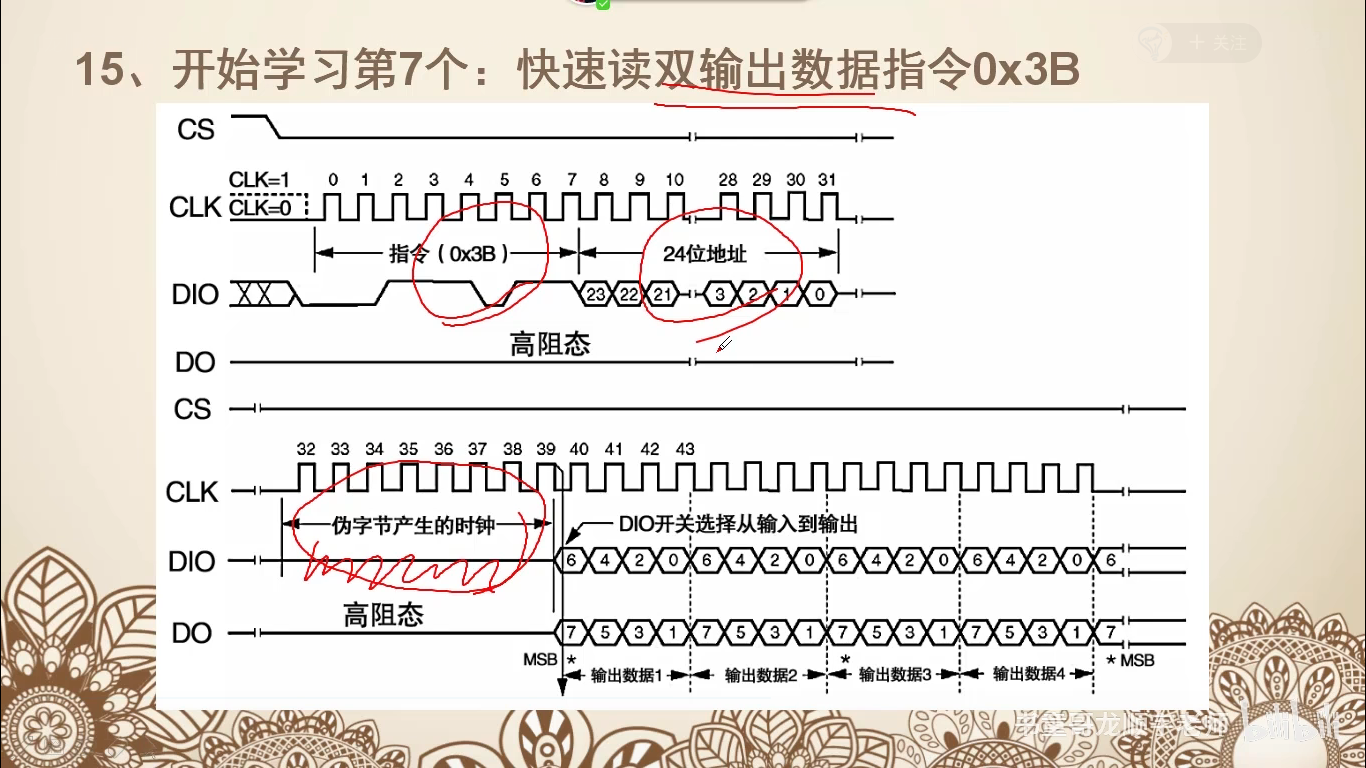 + 关注
15、开始学习第7个：快速读双输出数据指令0x3B
CS
CLK=1 0 1 2 3 4 5 6 7 8 9 10 28 29 30 31
CLK CLK=0
指令（0x3B） 24位地址
DIO 23 22 21 3 2 1 0
高阻态
DO
CS
32 33 34 35 36 37 38 39 40 41 42 43
CLK
伪字节产生的时钟 DIO开关选择从输入到输出
DIO 6 4 2 0 6 4 2 0 6 4 2 0 6 4 2 0 6
高阻态
DO 7 5 3 1 7 5 3 1 7 5 3 1 7 5 3 1 7
MSB * * * MSB
输出数据1 输出数据2 输出数据3 输出数据4
bilibili